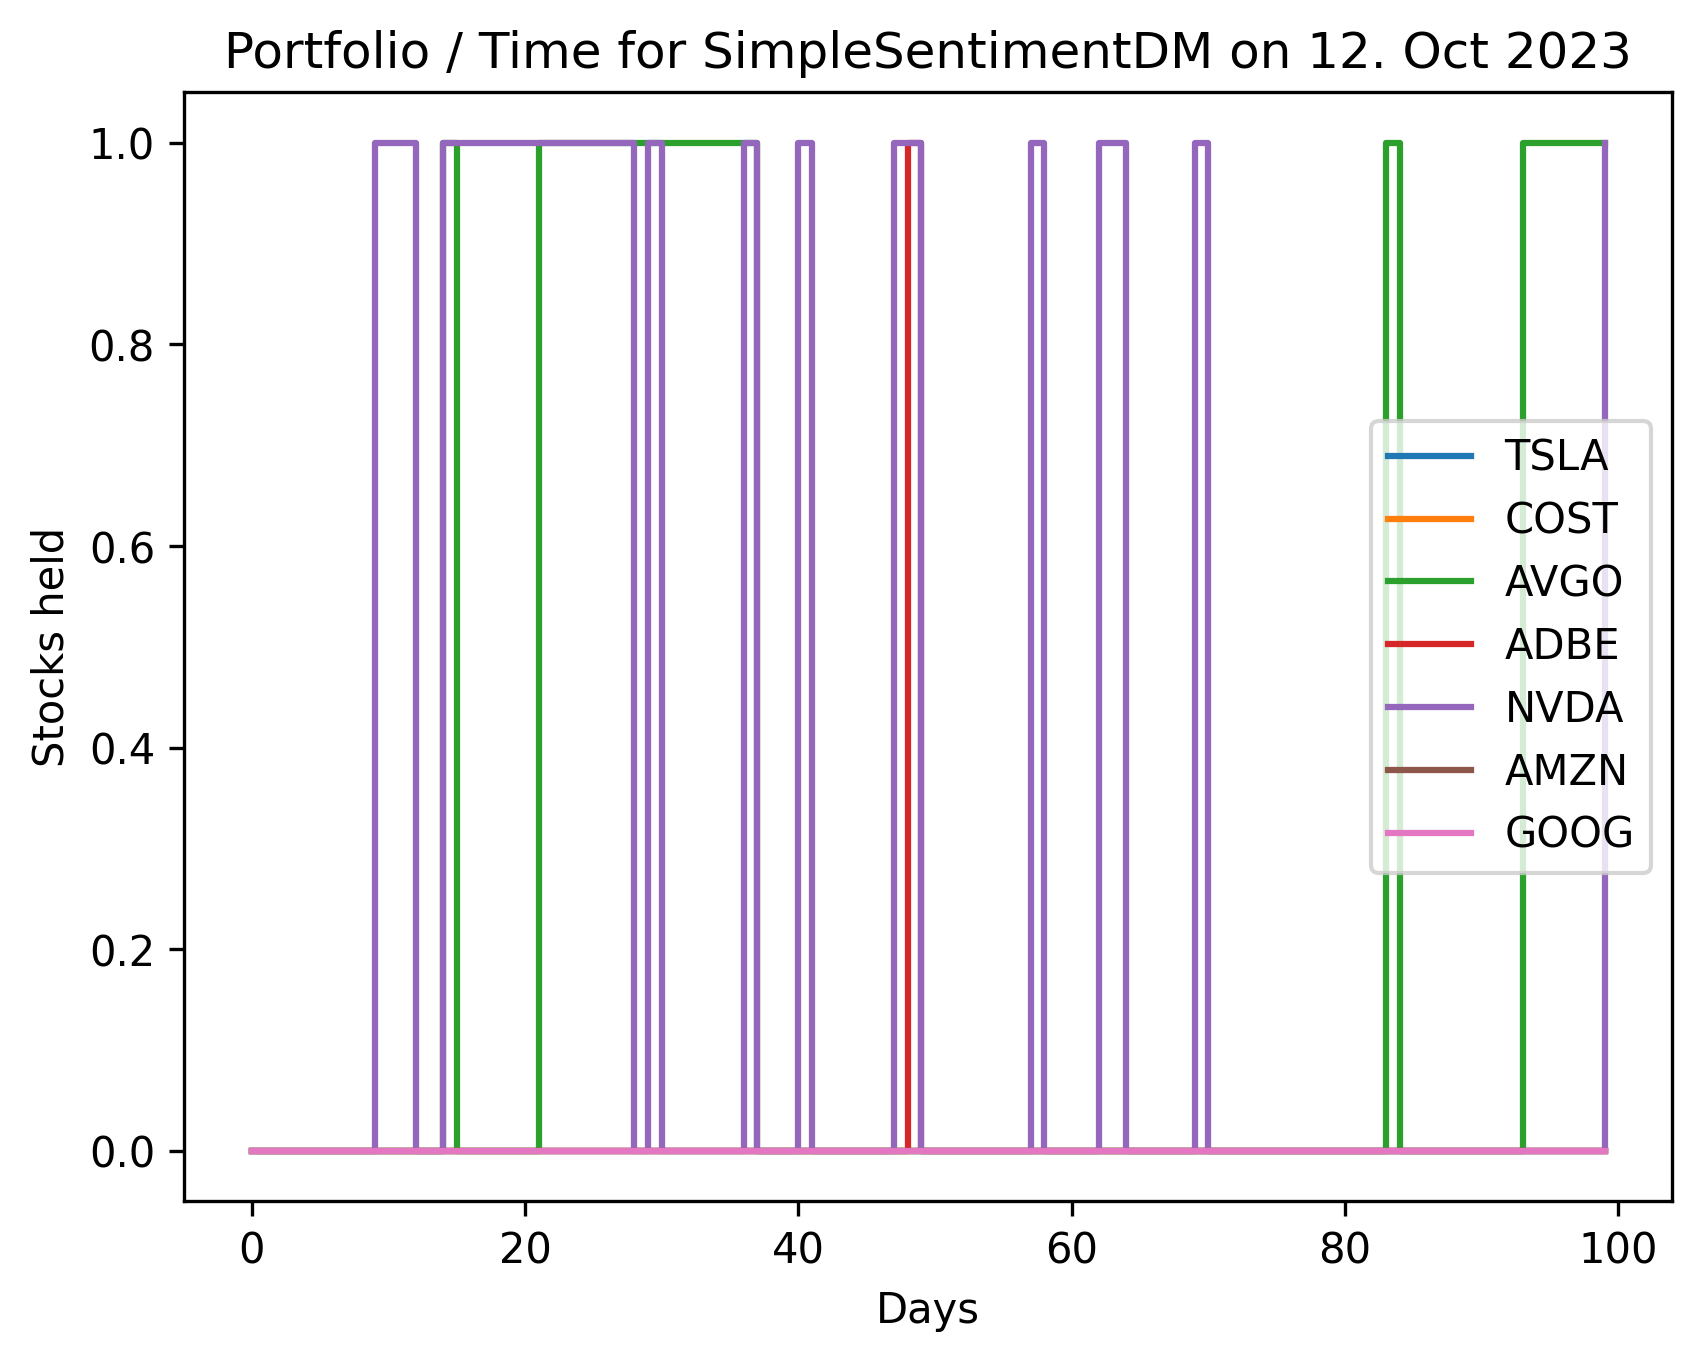 Portfolio / Time for SimpleSentimentDM on 12. Oct 2023
1.0
0.8
0.6
0.4
0.2
0.0
Stocks held
TSLA
COST
AVGO
ADBE
NVDA
AMZN
GOOG
0 20 40 60 80 100
Days